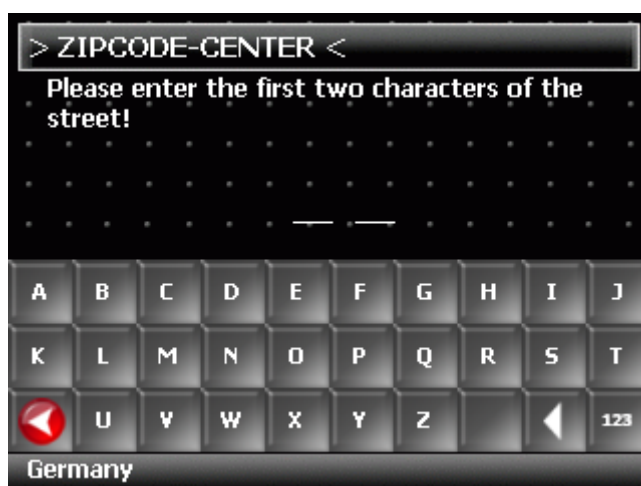 > ZIPCODE-CENTER <
Please enter the first two characters of the
street!
A B C D E F G H I J
K L M N O P Q R S T
U V W X Y Z 123
Germany